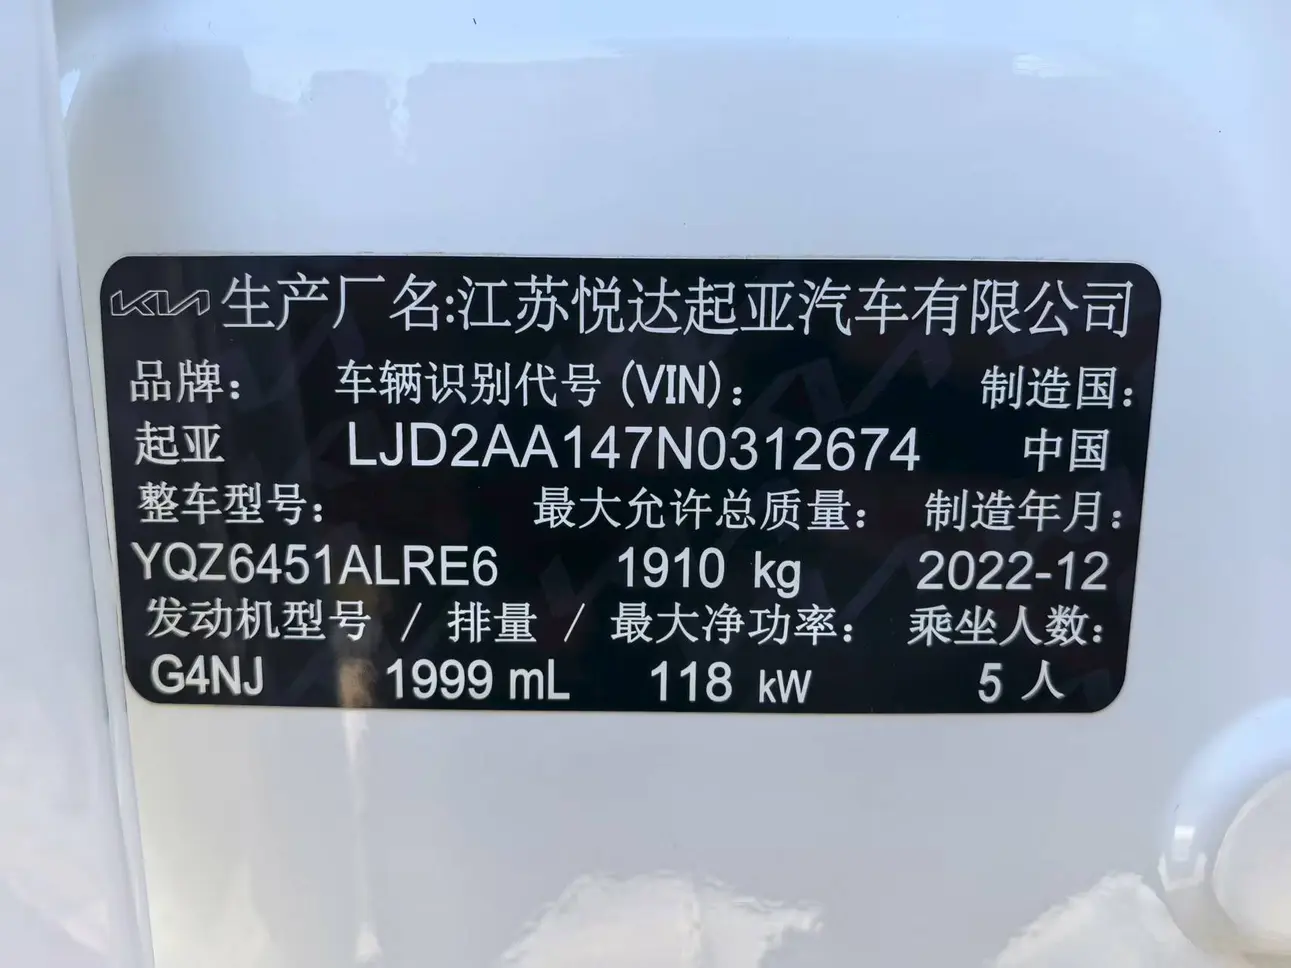 KIA 生产厂名:江苏悦达起亚汽车有限公司
品牌: 车辆识别代号 (VIN): 制造国:
起亚 LJD2AA147N0312674 中国
整车型号: 最大允许总质量: 制造年月:
YQZ6451ALRE6 1910 kg 2022-12
发动机型号 / 排量 / 最大净功率: 乘坐人数:
G4NJ 1999 mL 118 kW 5 人